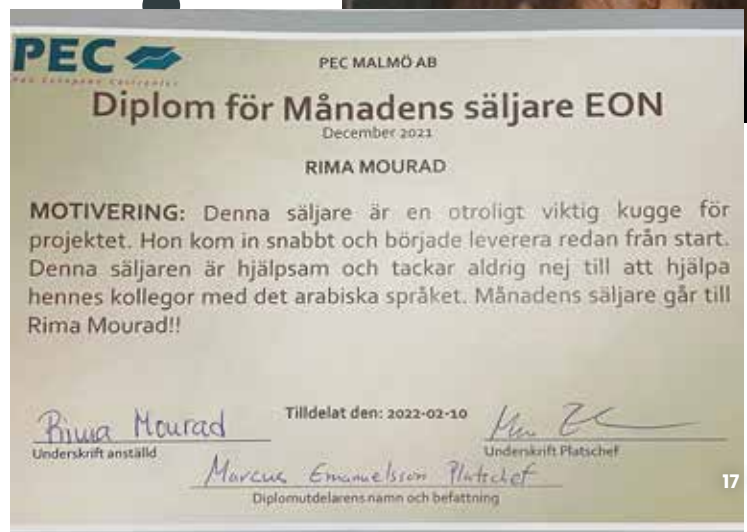 PEC
Pan European Callcenter
PEC MALMÖ AB
Diplom för Månadens säljare EON
December 2021
RIMA MOURAD
MOTIVERING: Denna säljare är en otroligt viktig kugge för
projektet. Hon kom in snabbt och började leverera redan från start.
Denna säljaren är hjälpsam och tackar aldrig nej till att hjälpa
hennes kollegor med det arabiska språket. Månadens säljare går till
Rima Mourad!!
Tilldelat den: 2022-02-10
Rima Mourad
Underskrift anställd
Underskrift Platschef
Marcus Emanuelsson Platschef
Diplomutdelarens namn och befattning
17